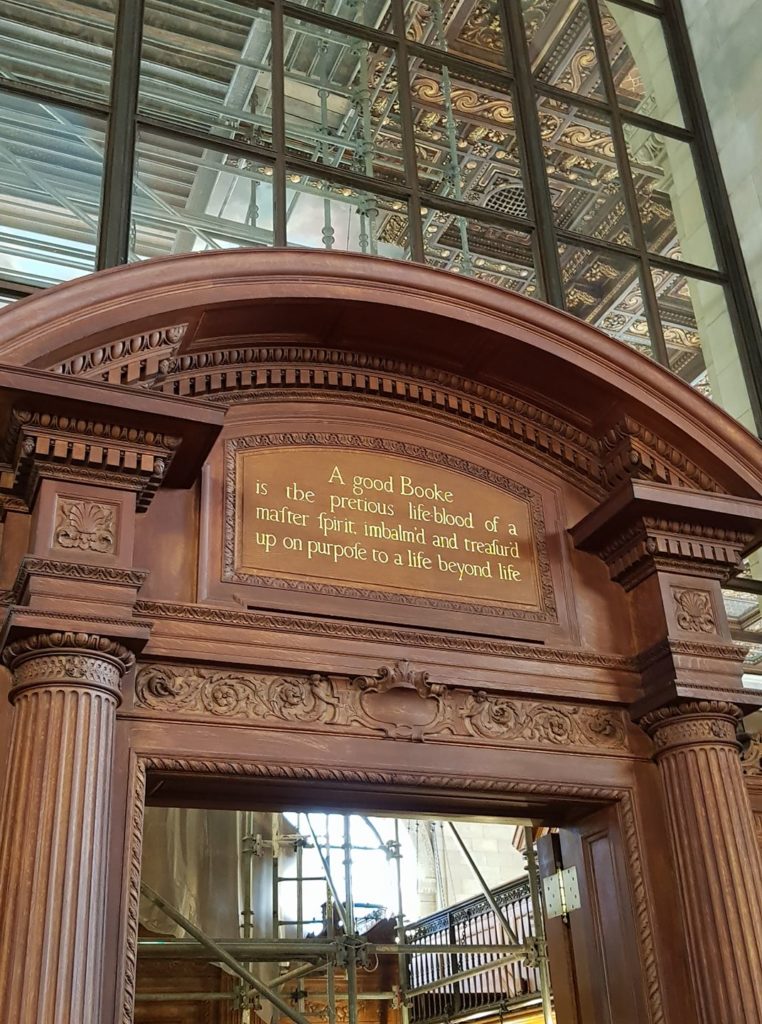 A good Booke
is the pretious life-blood of a
maſter ſpirit, imbalm'd and treaſur'd
up on purpoſe to a life beyond life